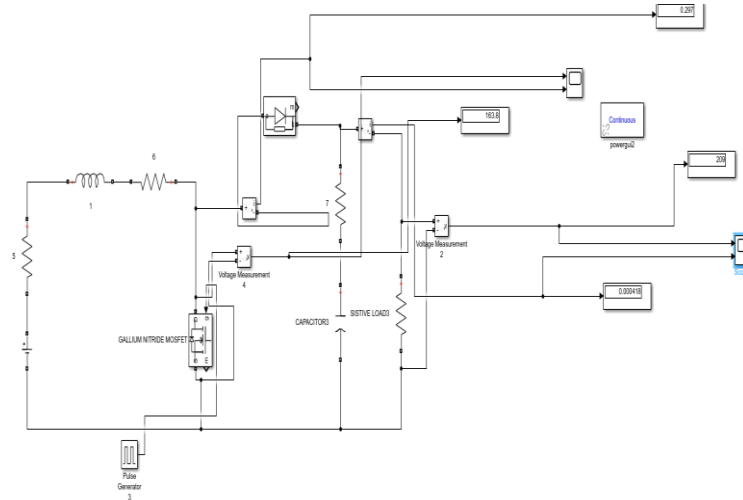 0.297
163.8
Continuous
powergui2
209
6
1
7
5
Voltage Measurement
2
Voltage Measurement
4
CAPACITOR3
SISTIVE LOAD3
0.000418
GALLIUM NITRIDE MOSFET
Pulse
Generator
3